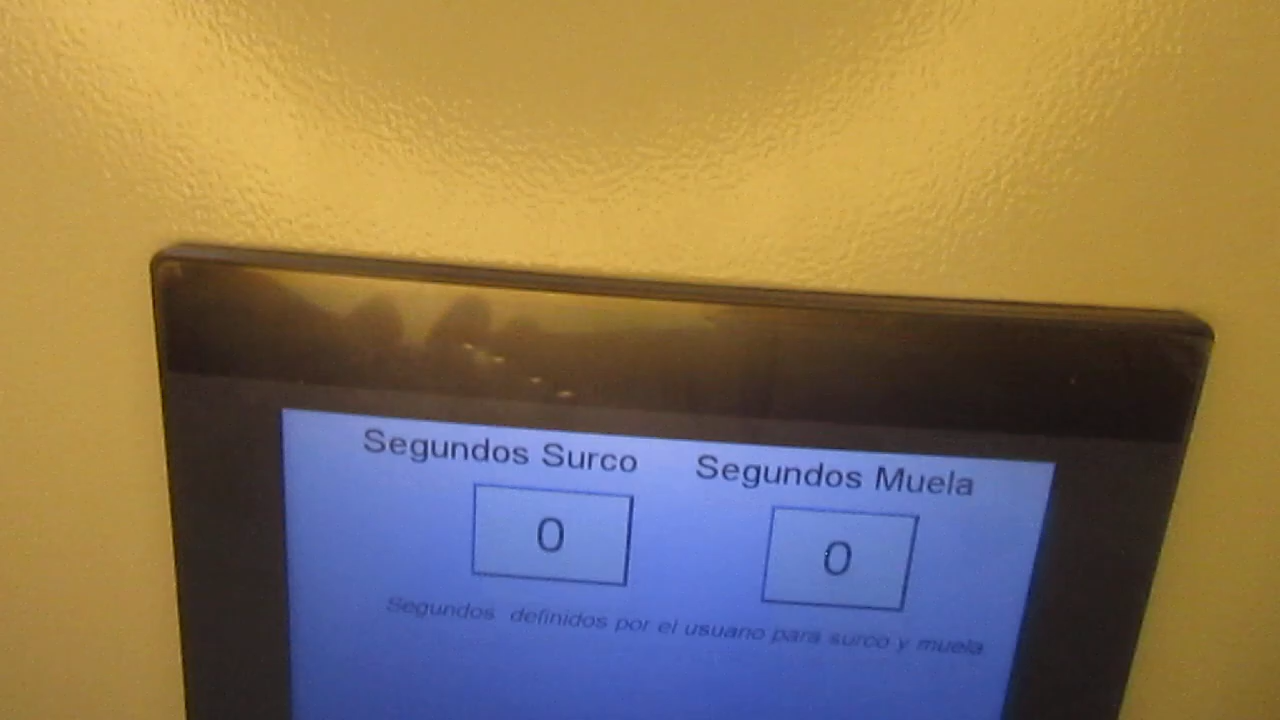 Segundos Surco Segundos Muela
0 0
Segundos definidos por el usuario para surco y muela